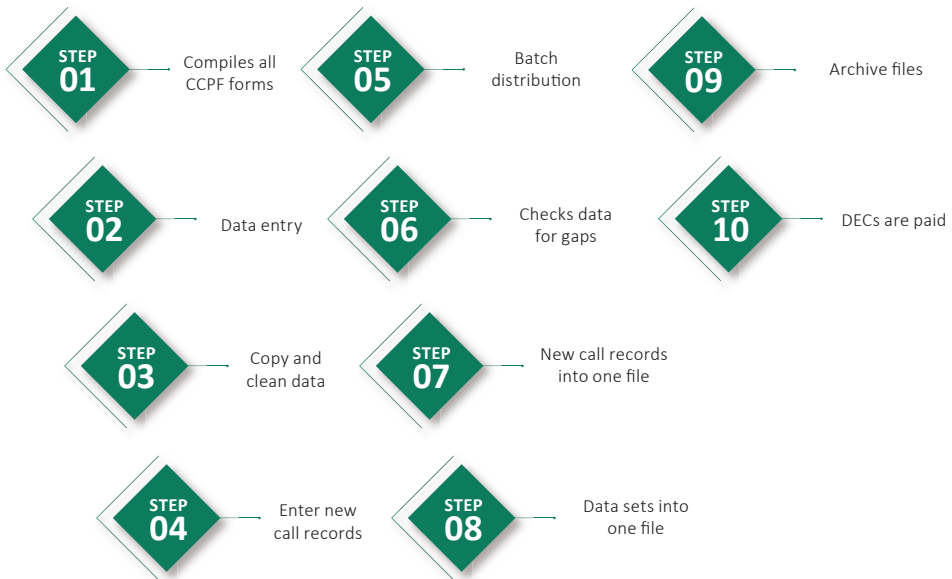 STEP
01
Compiles all
CCPF forms
STEP
02
Data entry
STEP
03
Copy and
clean data
STEP
04
Enter new
call records
STEP
05
Batch
distribution
STEP
06
Checks data
for gaps
STEP
07
New call records
into one file
STEP
08
Data sets into
one file
STEP
09
Archive files
STEP
10
DECs are paid